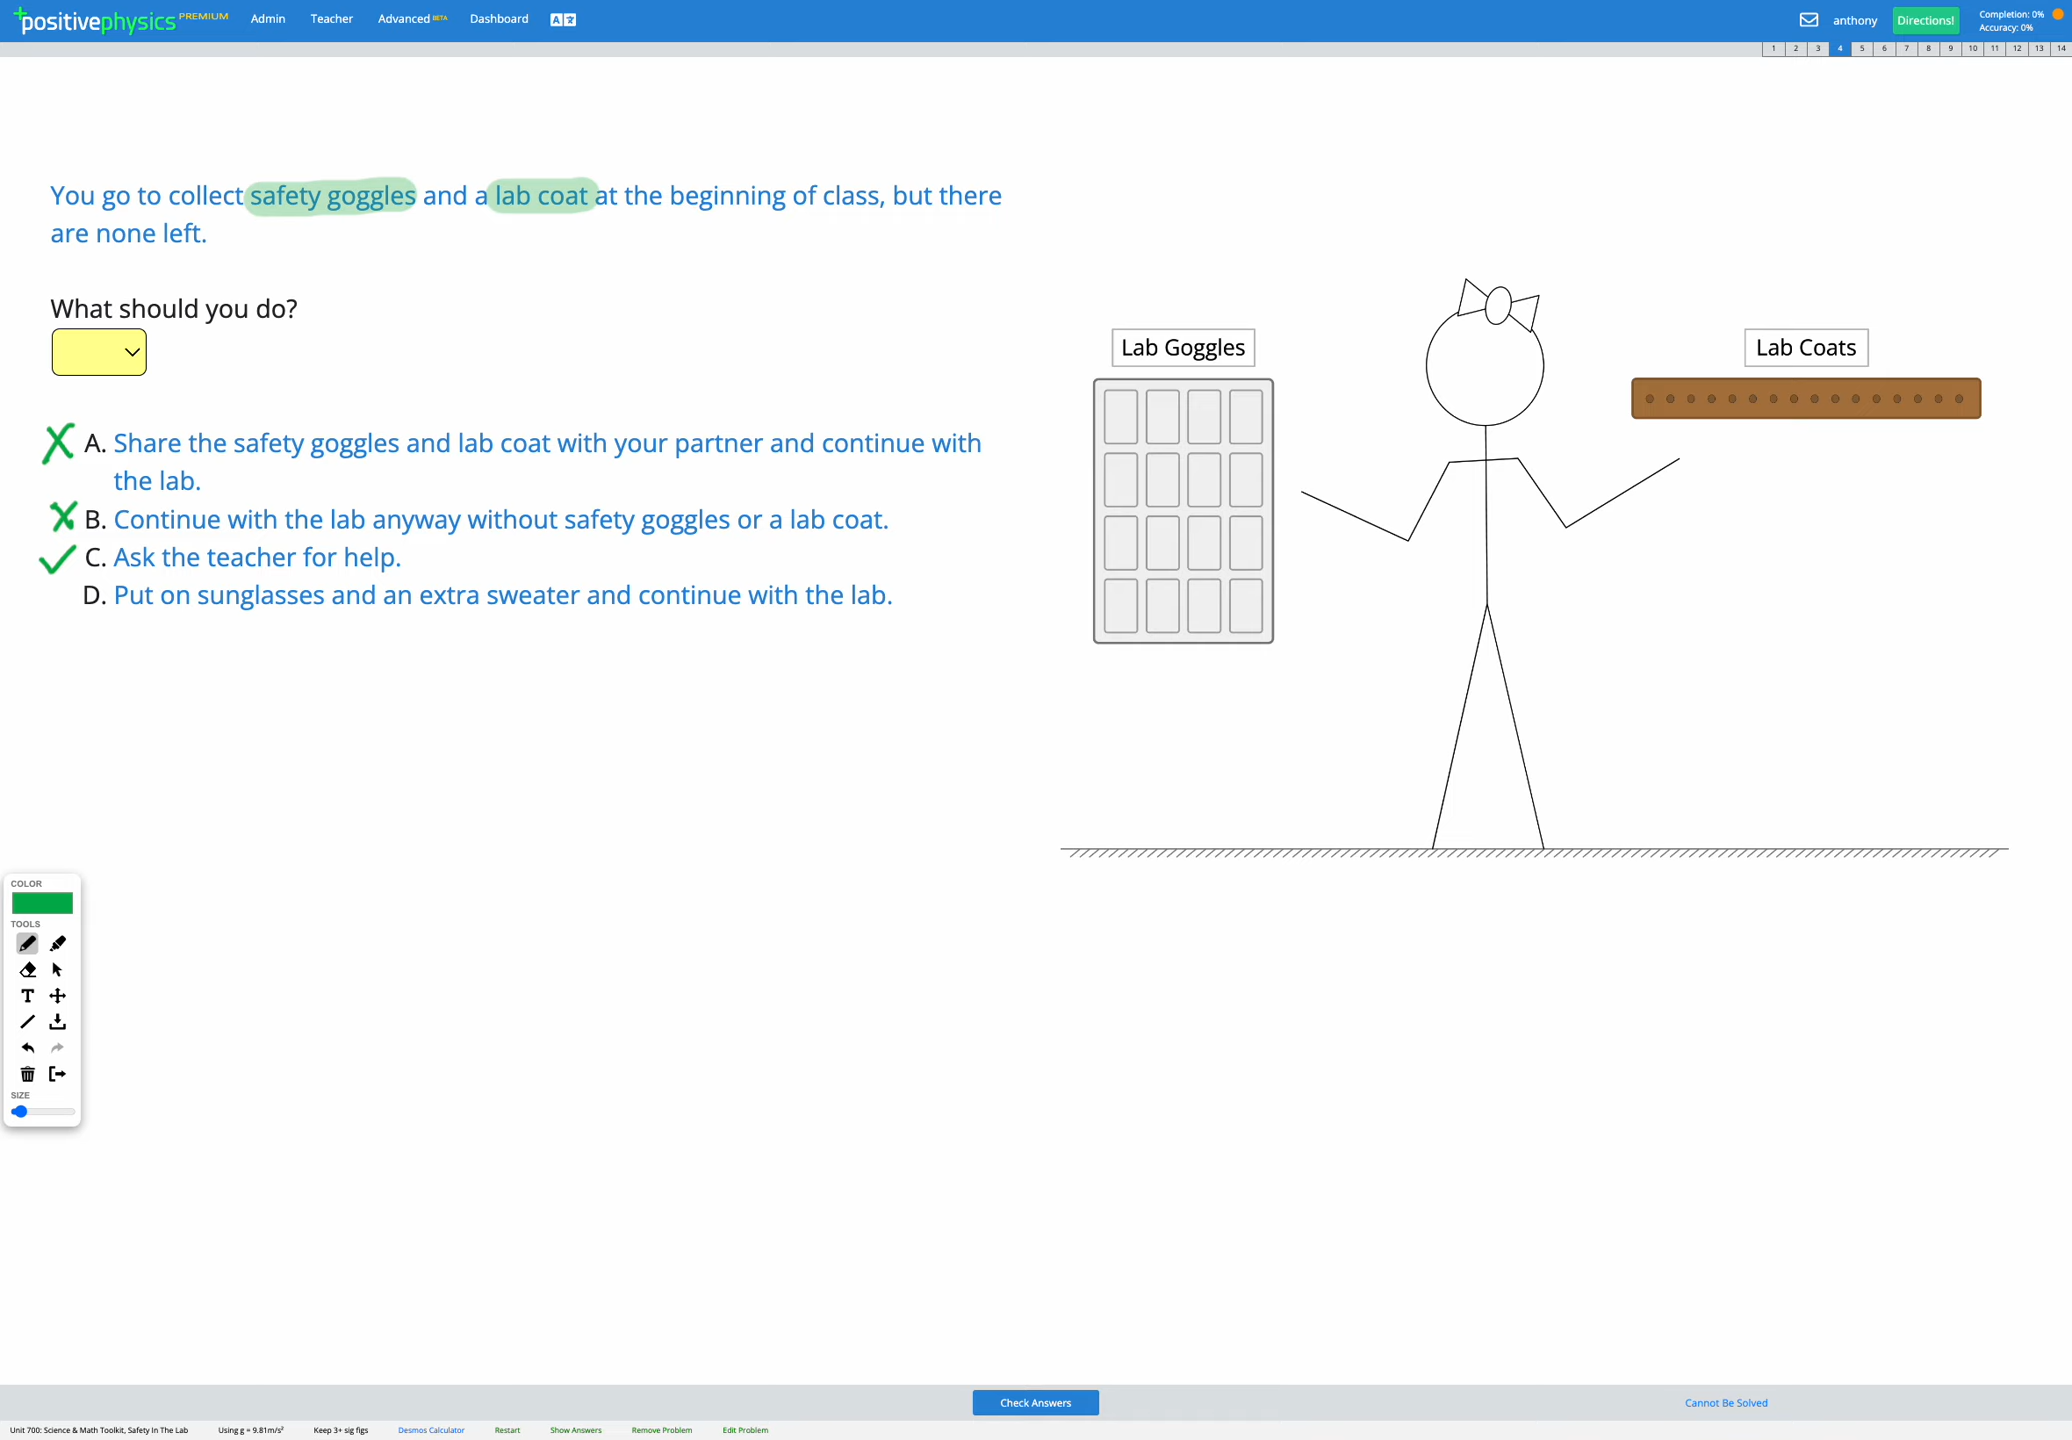 positivephysics PREMIUM Admin Teacher Advanced BETA Dashboard A anthony Directions! Completion: 0%
Accuracy: 0%
1 2 3 4 5 6 7 8 9 10 11 12 13 14
You go to collect safety goggles and a lab coat at the beginning of class, but there
are none left.
What should you do?
A. Share the safety goggles and lab coat with your partner and continue with
the lab.
B. Continue with the lab anyway without safety goggles or a lab coat.
C. Ask the teacher for help.
D. Put on sunglasses and an extra sweater and continue with the lab.
Lab Goggles
Lab Coats
COLOR
TOOLS
T
SIZE
Check Answers
Cannot Be Solved
Unit 700: Science & Math Toolkit, Safety In The Lab Using g = 9.81m/s² Keep 3+ sig figs Desmos Calculator Restart Show Answers Remove Problem Edit Problem